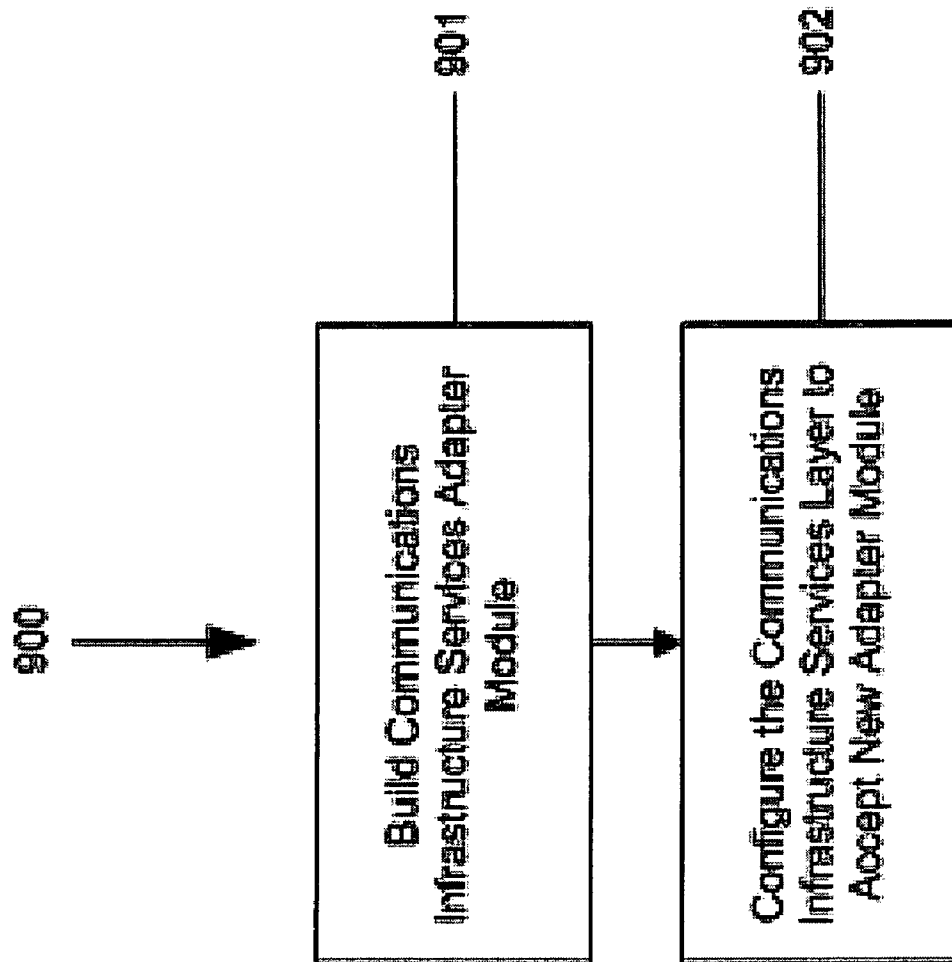 900
Build Communications
Infrastructure Services Adapter
Module
901
Configure the Communications
Infrastructure Services Layer to
Accept New Adapter Module
902